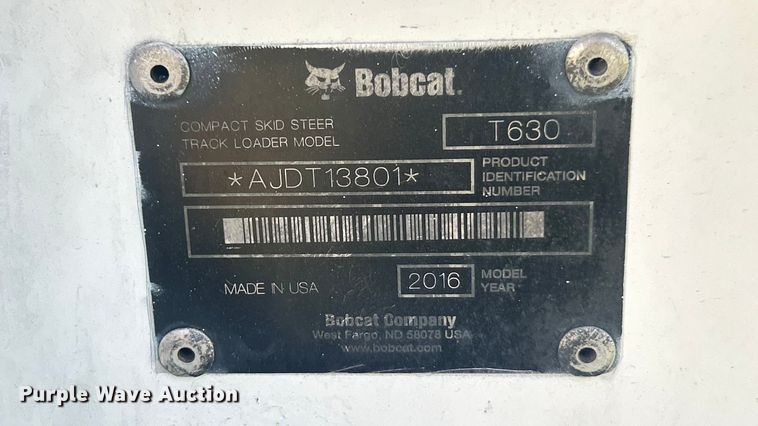 Bobcat.
COMPACT SKID STEER
TRACK LOADER MODEL
T630
*AJDT13801*
PRODUCT
IDENTIFICATION
NUMBER
MADE IN USA
2016
MODEL
YEAR
Bobcat Company
West Fargo, ND 58078 USA
www.bobcat.com
Purple Wave Auction